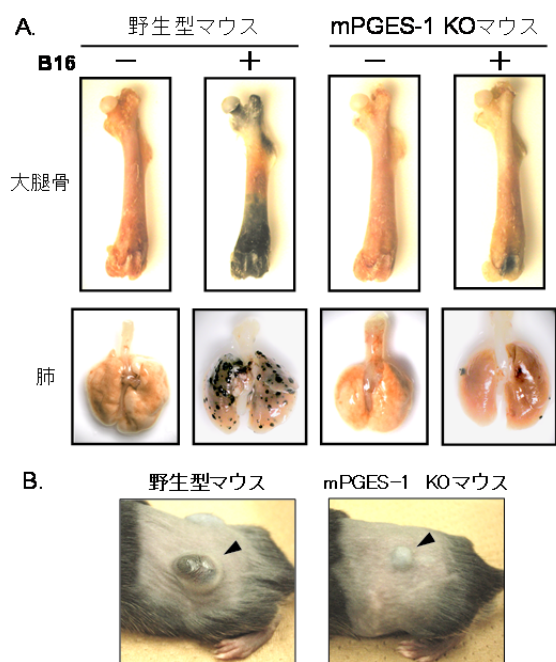 A.
野生型マウス mPGES-1 KOマウス
B16 － ＋ － ＋
大腿骨
肺
B.
野生型マウス mPGES-1 KOマウス